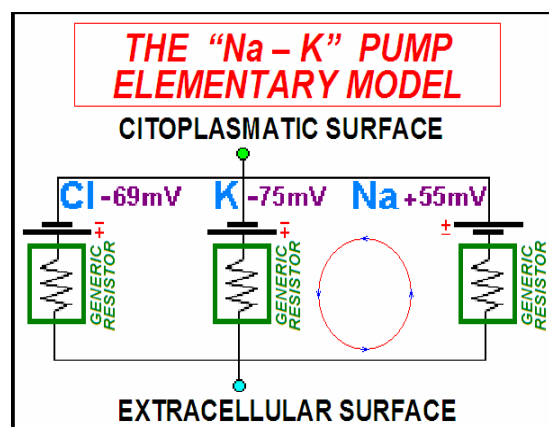 THE “Na – K” PUMP
ELEMENTARY MODEL
CITOPLASMATIC SURFACE
Cl -69mV K -75mV Na +55mV
- + - + + -
GENERIC RESISTOR GENERIC RESISTOR GENERIC RESISTOR
EXTRACELLULAR SURFACE